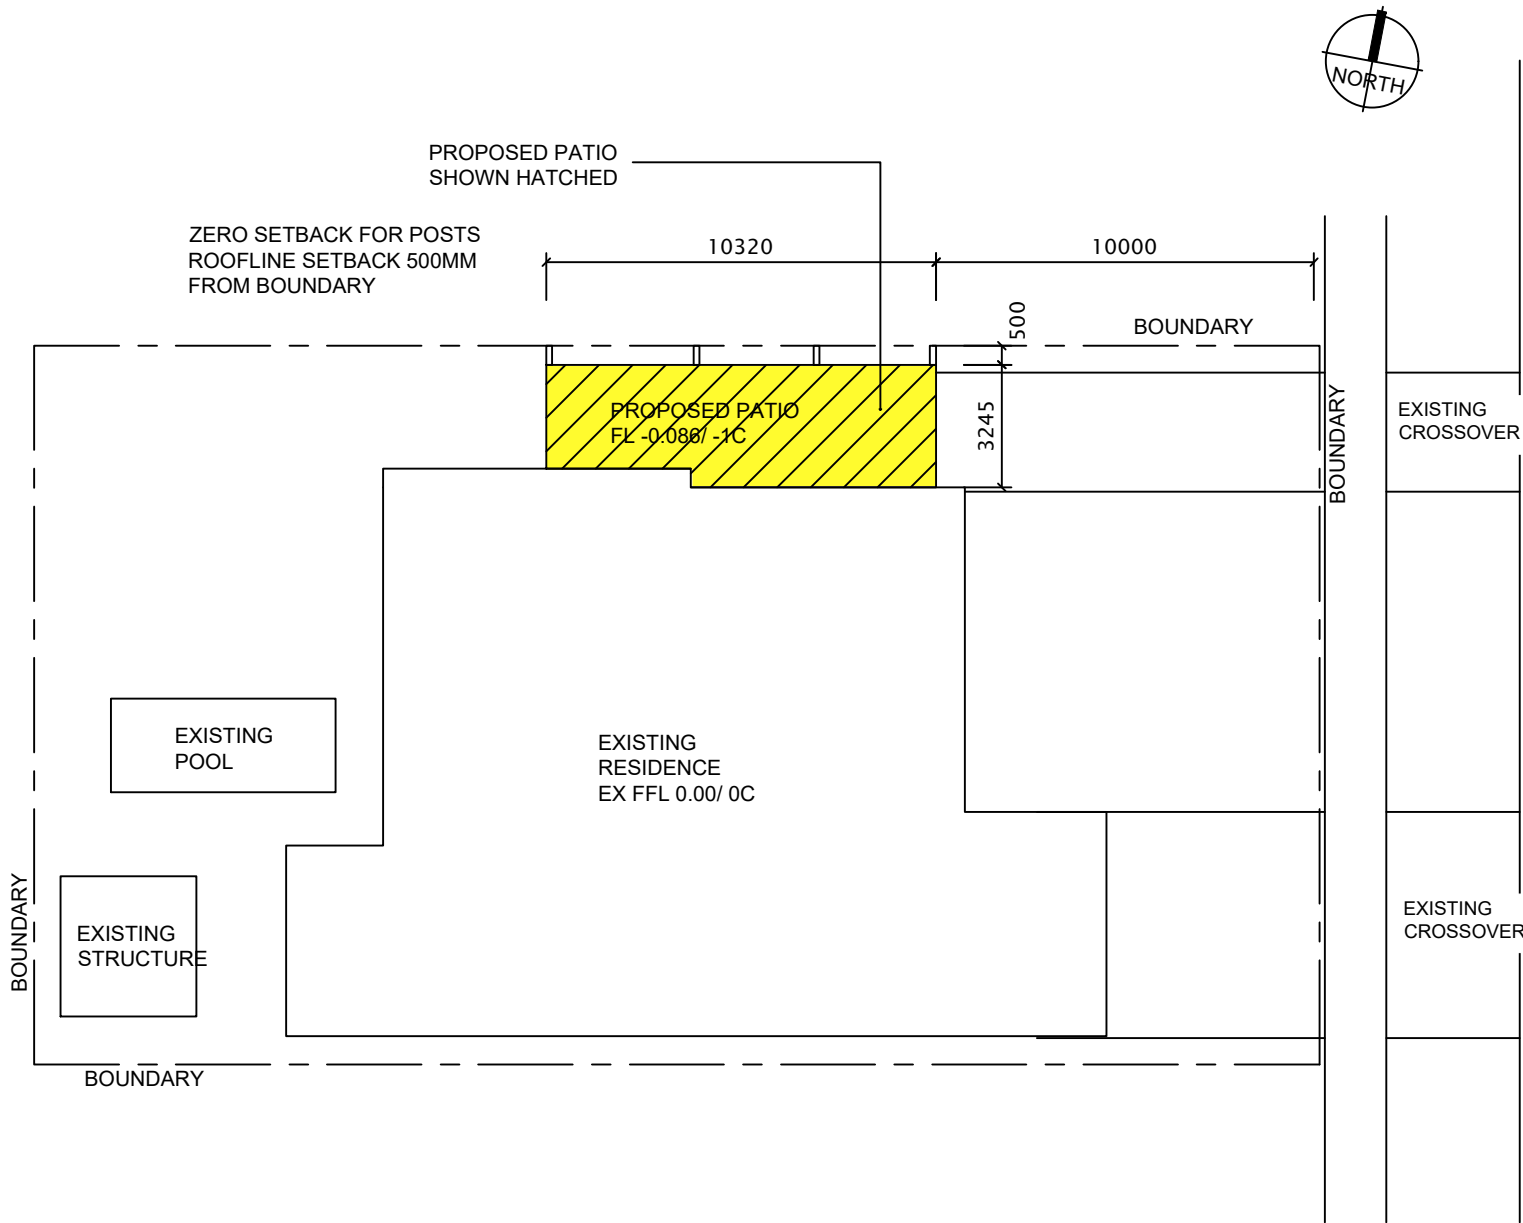 NORTH
PROPOSED PATIO
SHOWN HATCHED
ZERO SETBACK FOR POSTS
ROOFLINE SETBACK 500MM
FROM BOUNDARY
10320
10000
500
BOUNDARY
PROPOSED PATIO
FL -0.086/ -1C
3245
BOUNDARY
EXISTING
CROSSOVER
EXISTING
POOL
EXISTING
RESIDENCE
EX FFL 0.00/ 0C
BOUNDARY
EXISTING
STRUCTURE
EXISTING
CROSSOVER
BOUNDARY